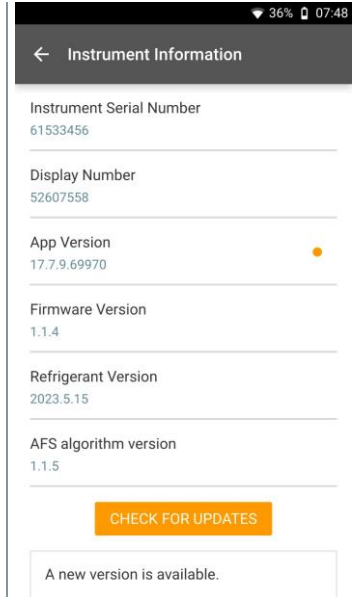 36% 07:48
Instrument Information
Instrument Serial Number
61533456
Display Number
52607558
App Version
17.7.9.69970
Firmware Version
1.1.4
Refrigerant Version
2023.5.15
AFS algorithm version
1.1.5
CHECK FOR UPDATES
A new version is available.